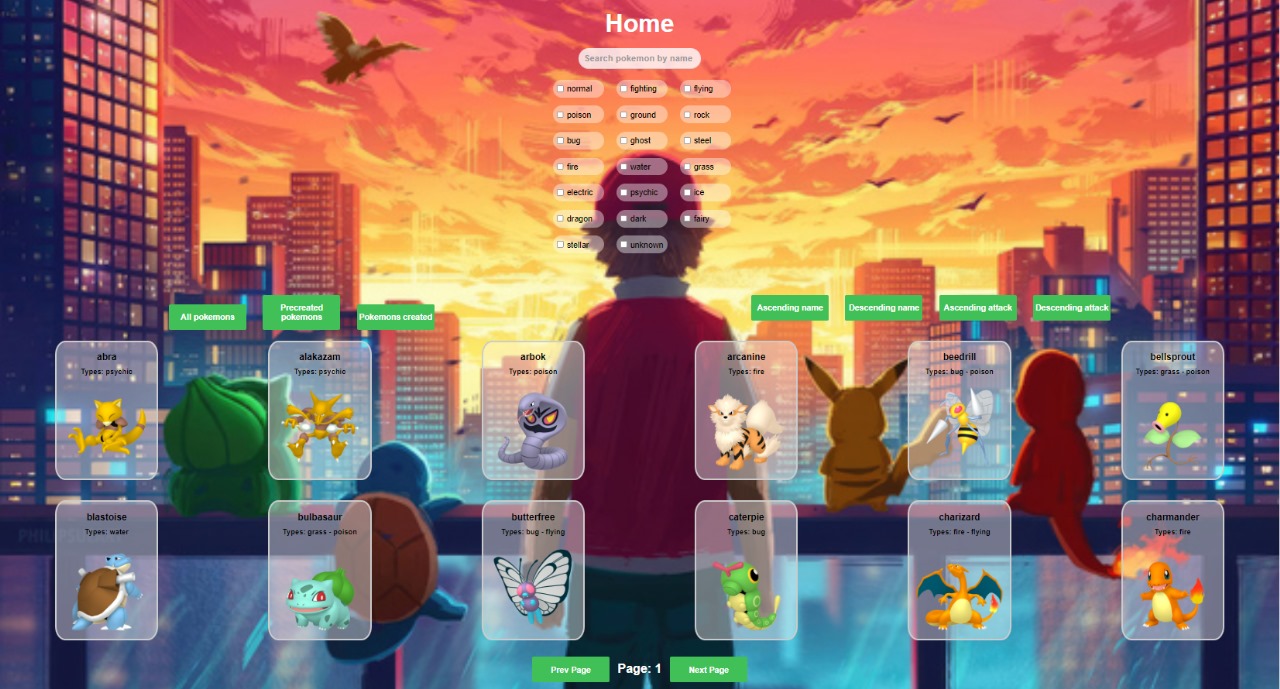 Home
Search pokemon by name
normal fighting flying
poison ground rock
bug ghost steel
fire water grass
electric psychic ice
dragon dark fairy
stellar unknown
All pokemons
Precreated
pokemons
Pokemons created
Ascending name Descending name Ascending attack Descending attack
abra
Types: psychic
alakazam
Types: psychic
arbok
Types: poison
arcanine
Types: fire
beedrill
Types: bug - poison
bellsprout
Types: grass - poison
blastoise
Types: water
bulbasaur
Types: grass - poison
butterfree
Types: bug - flying
caterpie
Types: bug
charizard
Types: fire - flying
charmander
Types: fire
Prev Page Page: 1 Next Page